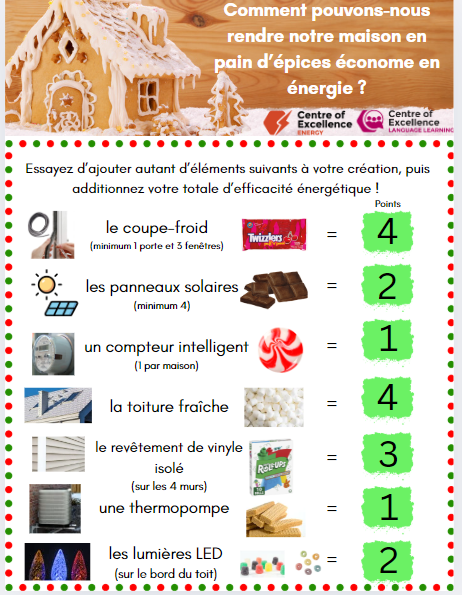 Comment pouvons-nous
rendre notre maison en
pain d'épices économe en
énergie ?
Centre of
Excellence
ENERGY
Centre of
Excellence
LANGUAGE LEARNING
Essayez d'ajouter autant d'éléments suivants à votre création, puis
additionnez votre totale d'efficacité énergétique !
Points
le coupe-froid
(minimum 1 porte et 3 fenêtres)
Twizzlers
=
4
les panneaux solaires
(minimum 4)
=
2
un compteur intelligent
(1 par maison)
=
1
la toiture fraîche
=
4
le revêtement de vinyle
isolé
(sur les 4 murs)
Roll-Ups
=
3
une thermopompe
=
1
les lumières LED
(sur le bord du toit)
=
2